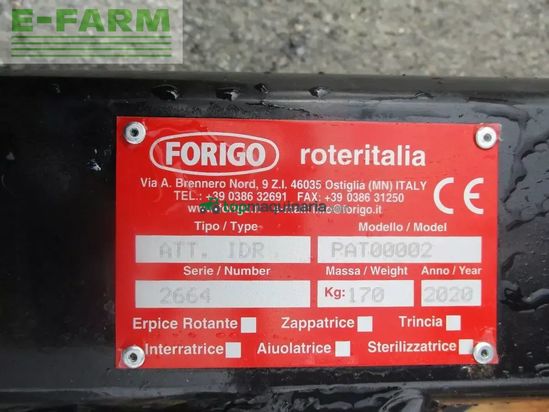 E-FARM
FORIGO roteritalia
Via A. Brennero Nord, 9 Z.I. 46035 Ostiglia (MN) ITALY
TEL.: +39 0386 32691 FAX: +39 0386 31250
topmaquinaria
Tipo / Type Modello / Model
ATT. IDR. PAT00002
Serie / Number Massa / Weight Anno / Year
2664 Kg: 170 2020
Erpice Rotante Zappatrice Trincia
Interratrice Aiuolatrice Sterilizzatrice